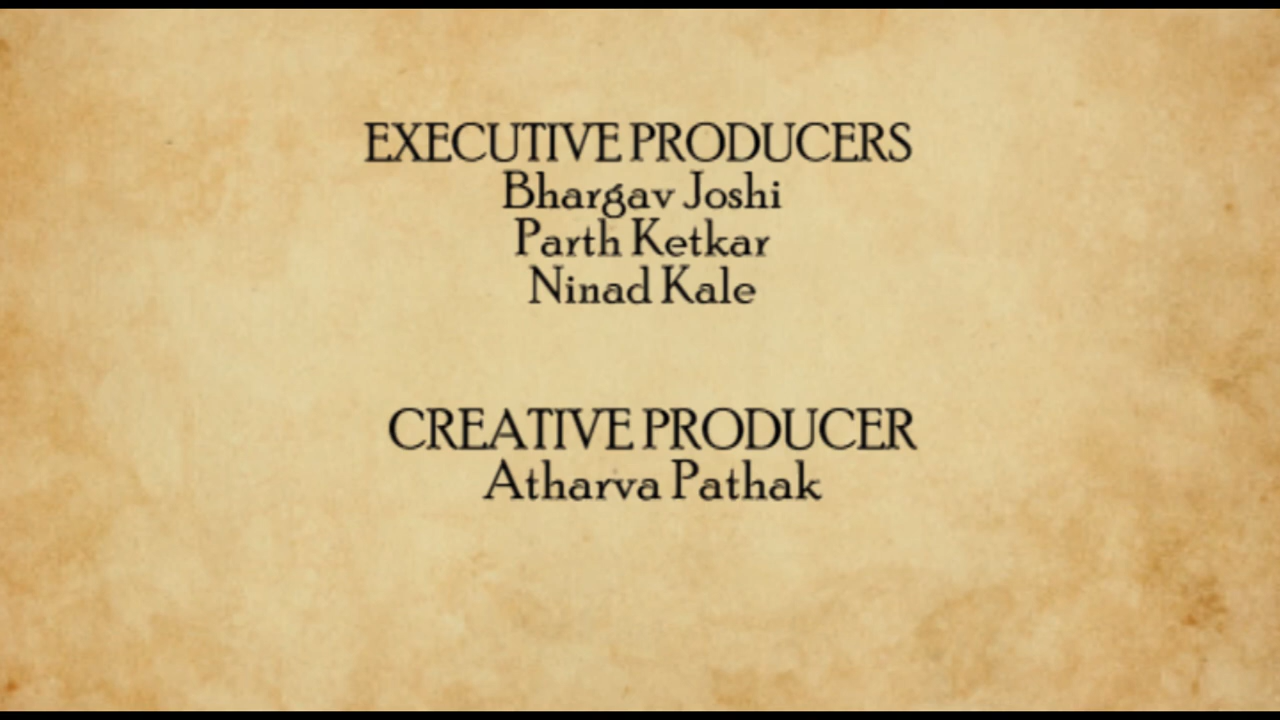 EXECUTIVE PRODUCERS
Bhargav Joshi
Parth Ketkar
Ninad Kale
CREATIVE PRODUCER
Atharva Pathak